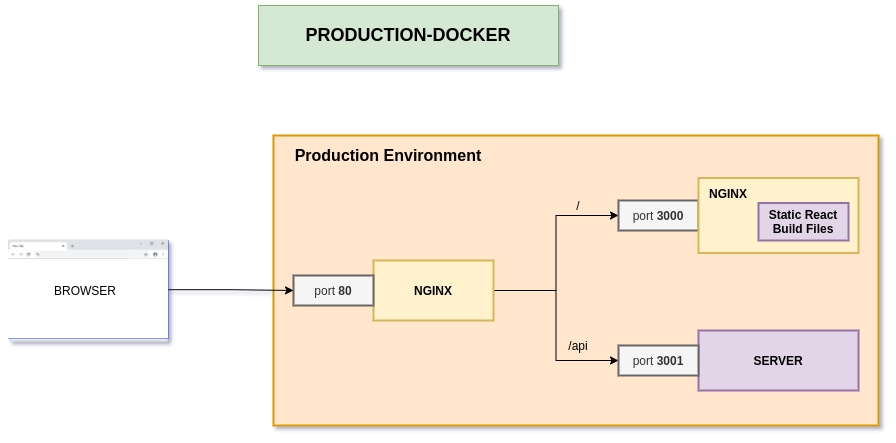 PRODUCTION-DOCKER
Production Environment
BROWSER
port 80
NGINX
/
port 3000
NGINX
Static React
Build Files
/api
port 3001
SERVER